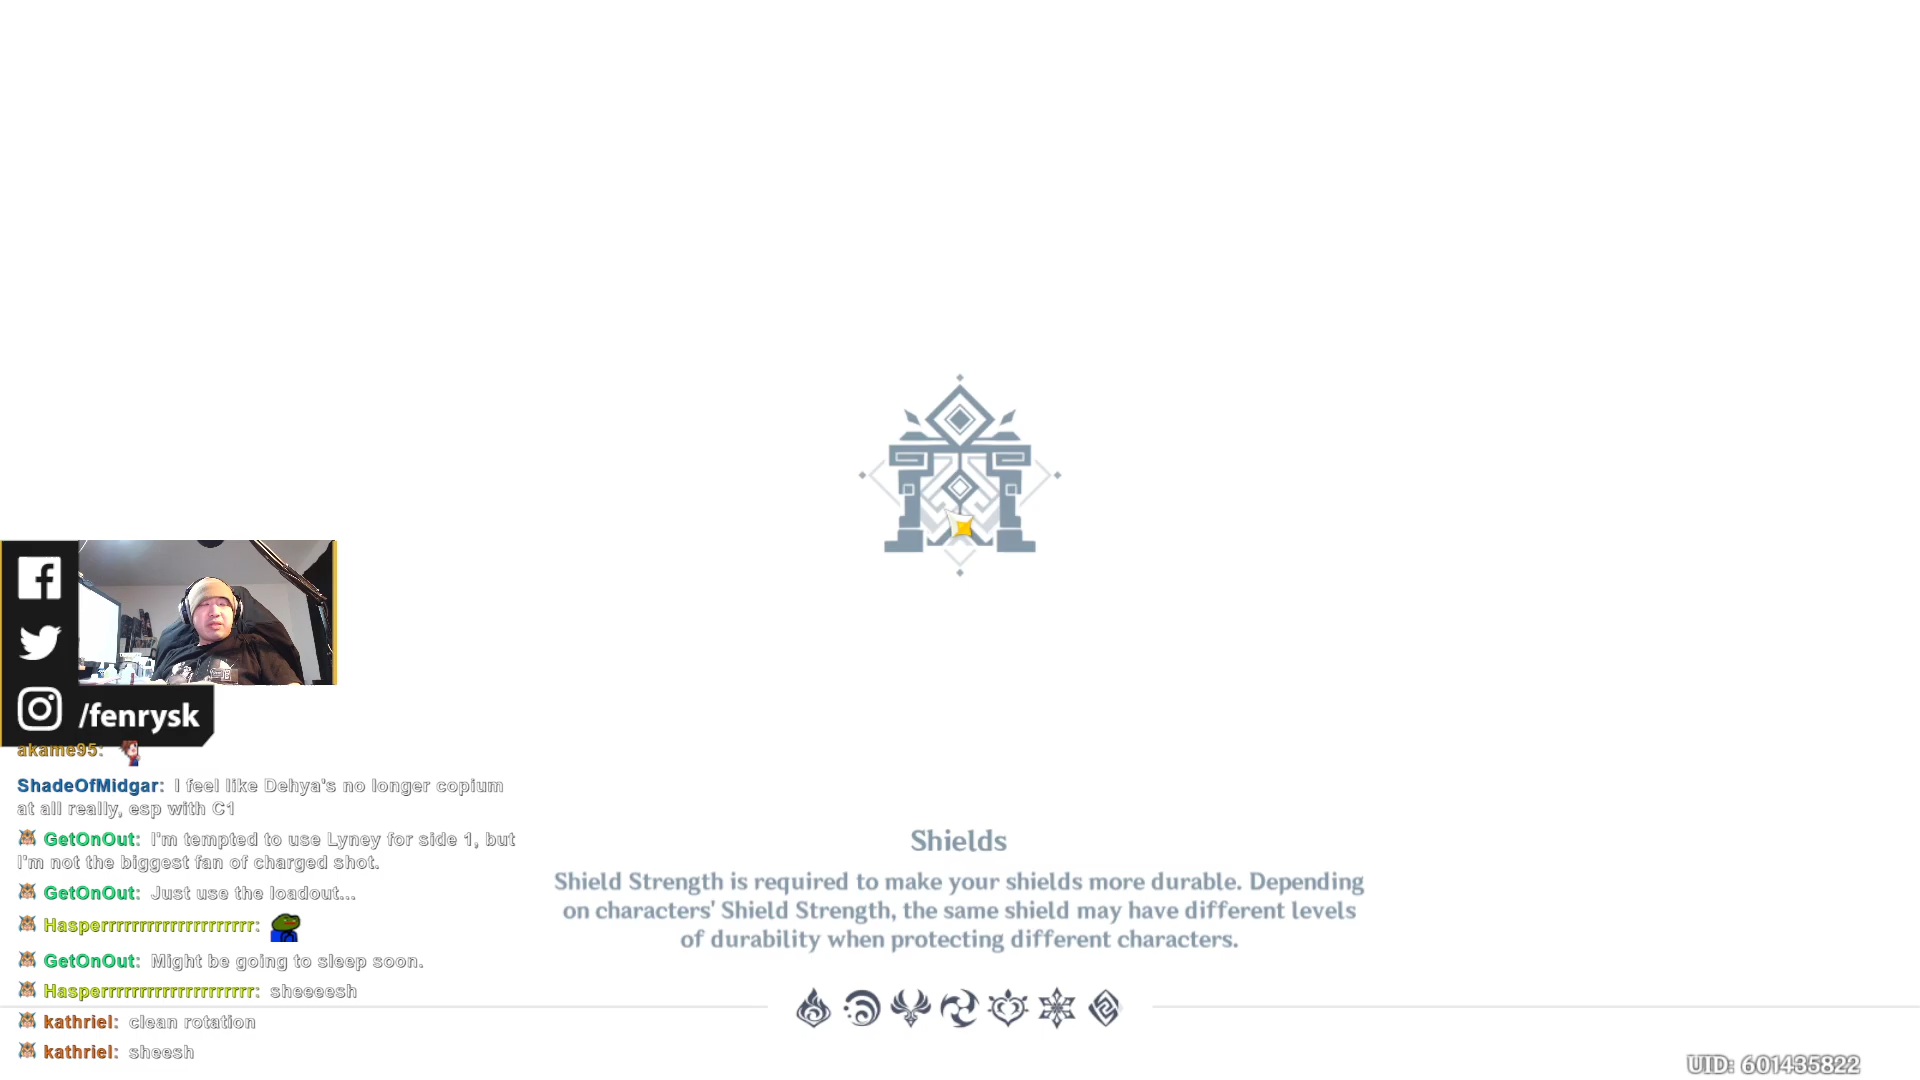 /fenrysk
akame95:
ShadeOfMidgar: I feel like Dehya's no longer copium
at all really, esp with C1
GetOnOut: I'm tempted to use Lyney for side 1, but
I'm not the biggest fan of charged shot.
GetOnOut: Just use the loadout...
Hasperrrrrrrrrrrrrrrrrrrr:
GetOnOut: Might be going to sleep soon.
Hasperrrrrrrrrrrrrrrrrrrr: sheeeesh
kathriel: clean rotation
kathriel: sheesh
Shields
Shield Strength is required to make your shields more durable. Depending
on characters' Shield Strength, the same shield may have different levels
of durability when protecting different characters.
UID: 601435822